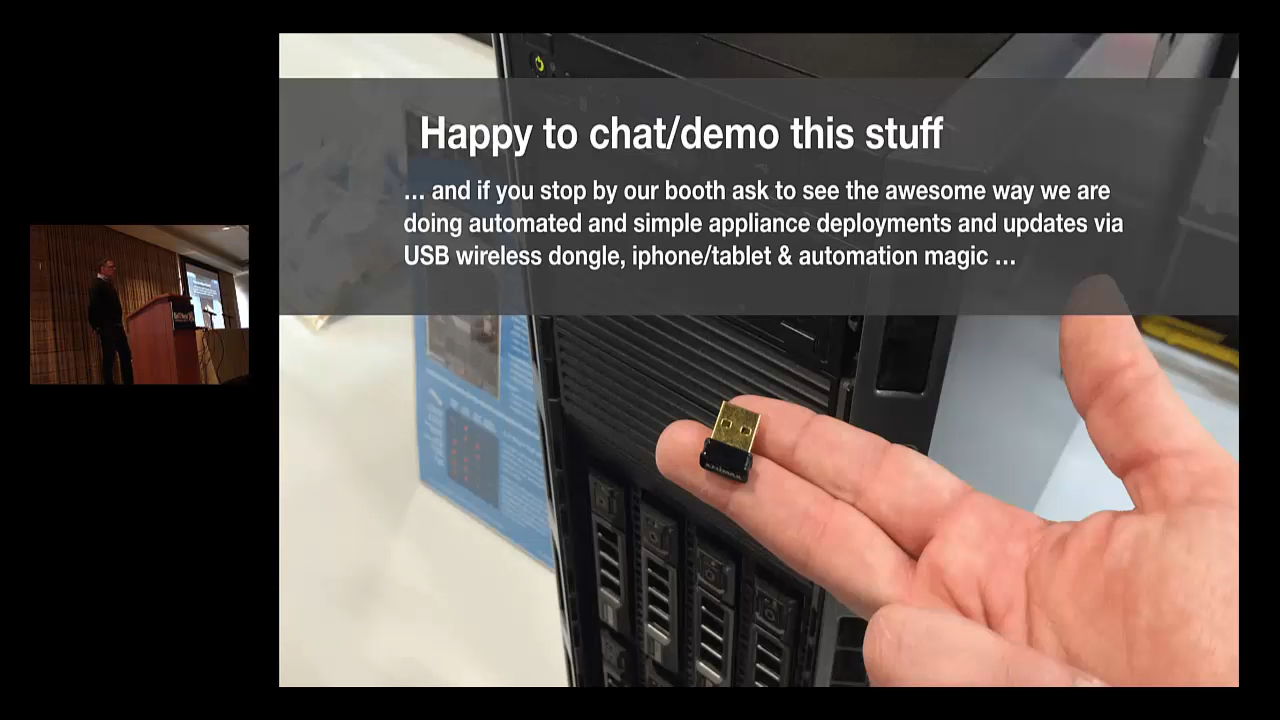 Happy to chat/demo this stuff
... and if you stop by our booth ask to see the awesome way we are
doing automated and simple appliance deployments and updates via
USB wireless dongle, iphone/tablet & automation magic ...